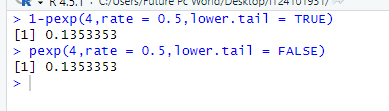 R 4.5.1 · C:/Users/Future Pc World/Desktop/IT24101931/
> 1-pexp(4,rate = 0.5,lower.tail = TRUE)
[1] 0.1353353
> pexp(4,rate = 0.5,lower.tail = FALSE)
[1] 0.1353353
>